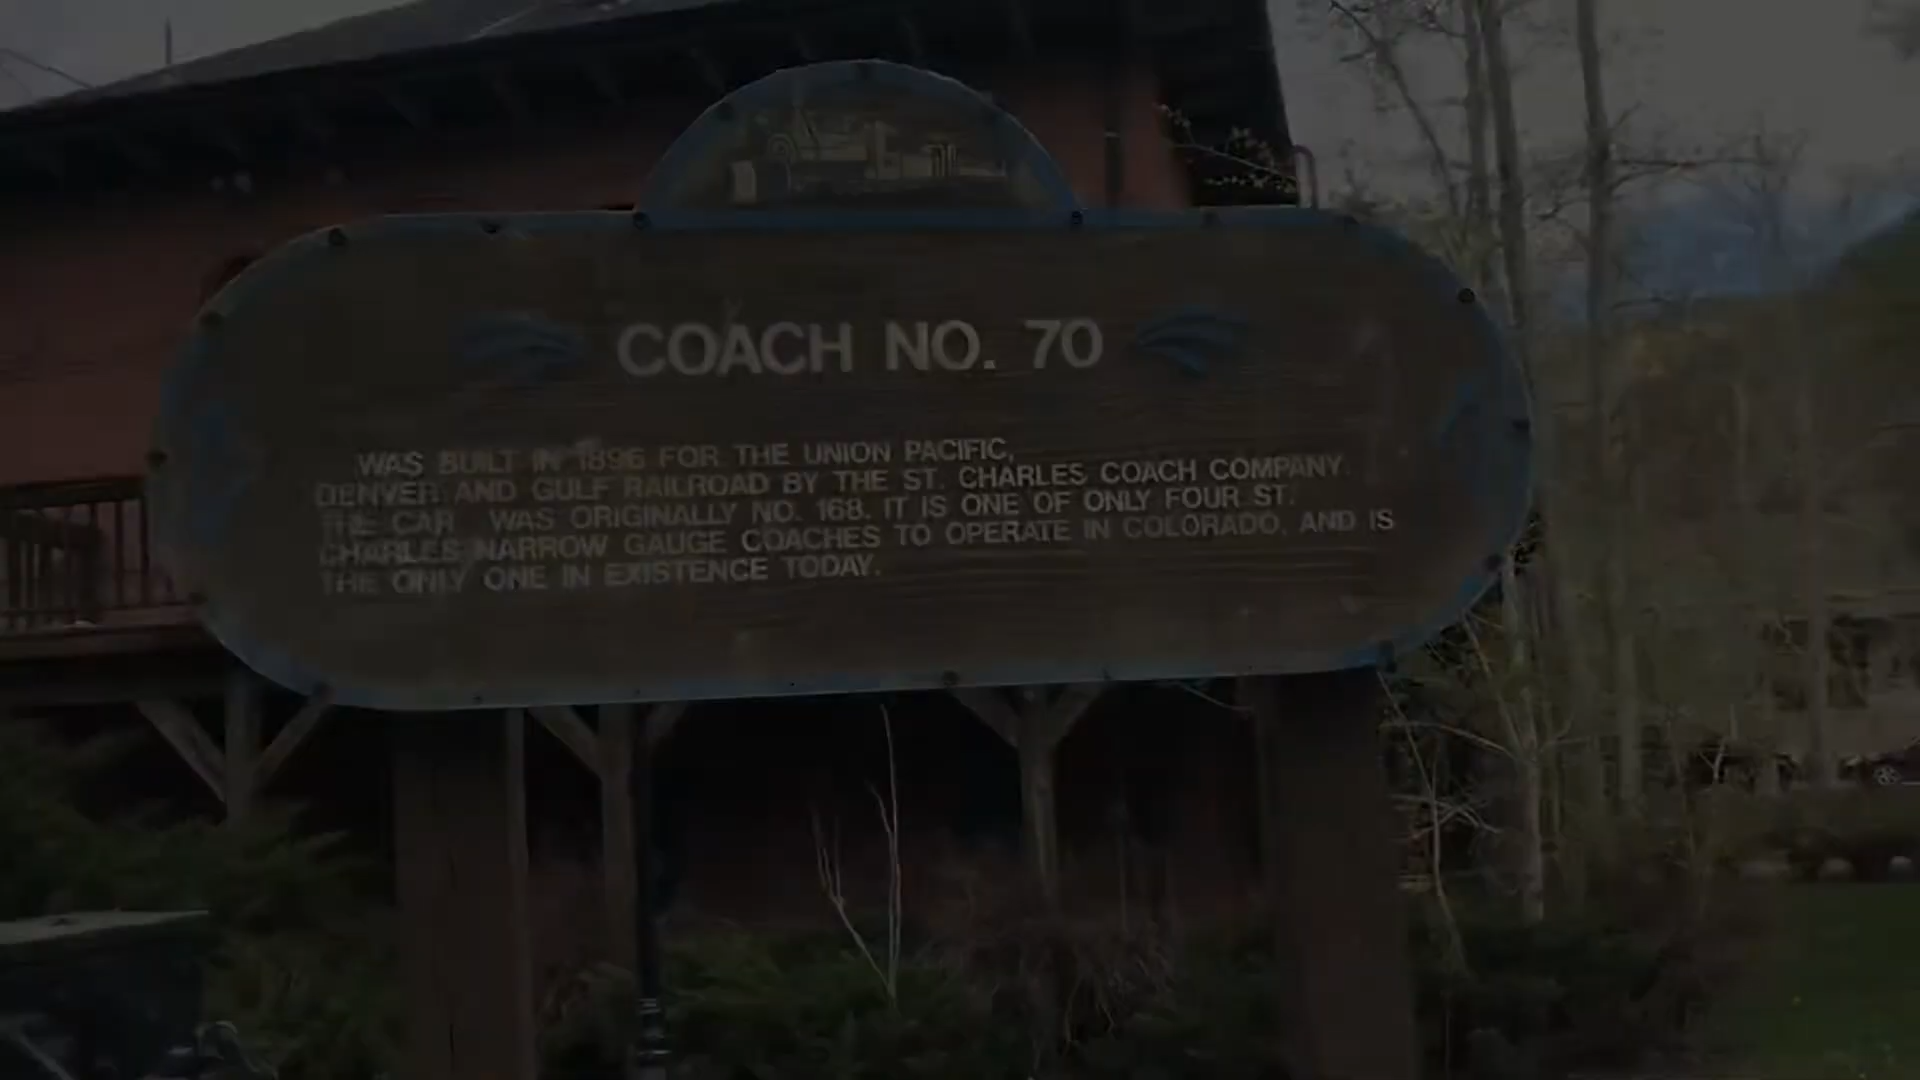 COACH NO. 70
WAS BUILT IN 1896 FOR THE UNION PACIFIC,
DENVER AND GULF RAILROAD BY THE ST. CHARLES COACH COMPANY.
THE CAR WAS ORIGINALLY NO. 168. IT IS ONE OF ONLY FOUR ST.
CHARLES NARROW GAUGE COACHES TO OPERATE IN COLORADO, AND IS
THE ONLY ONE IN EXISTENCE TODAY.